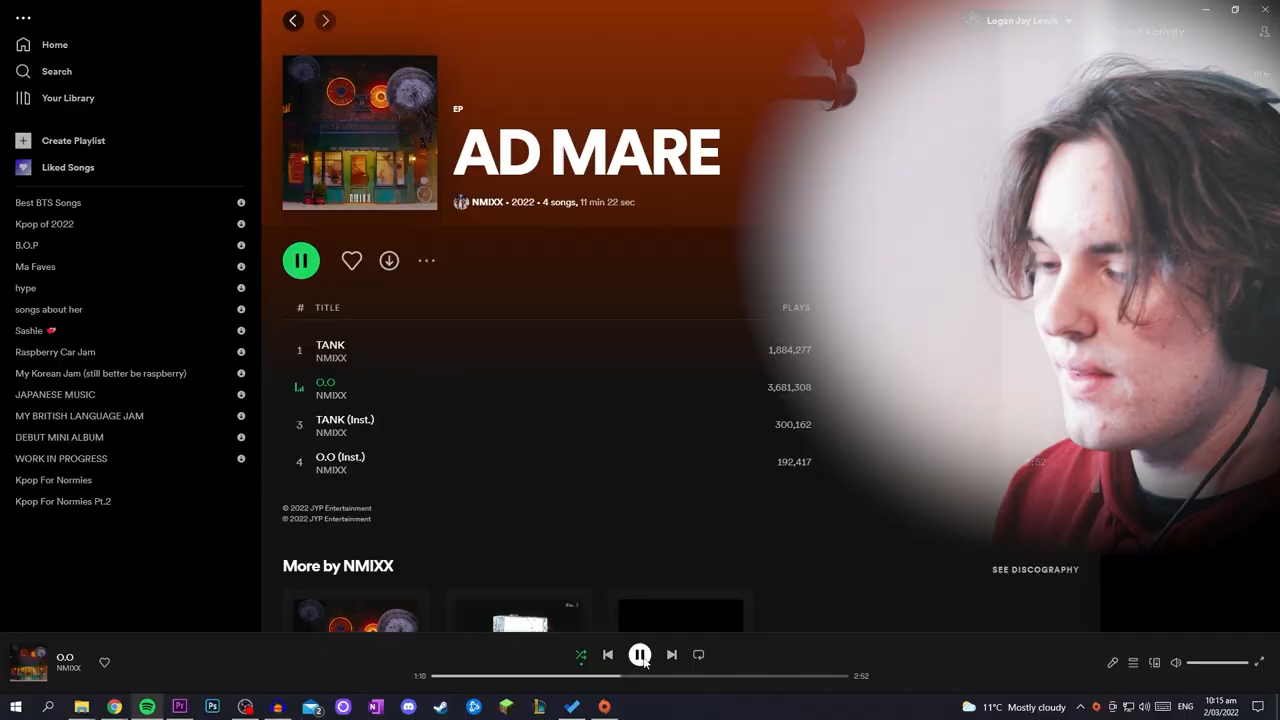 Home
Search
Your Library
Create Playlist
Liked Songs
Best BTS Songs
Kpop of 2022
B.O.P
Ma Faves
hype
songs about her
Sashie 💕
Raspberry Car Jam
My Korean Jam (still better be raspberry)
JAPANESE MUSIC
MY BRITISH LANGUAGE JAM
DEBUT MINI ALBUM
WORK IN PROGRESS
Kpop For Normies
Kpop For Normies Pt.2
Logan Jay Lewis
Activity
EP
AD MARE
NMIXX • 2022 • 4 songs, 11 min 22 sec
# TITLE PLAYS
1 TANK 1,884,277
NMIXX
O.O 3,681,308
NMIXX
3 TANK (Inst.) 300,162
NMIXX
4 O.O (Inst.) 192,417 2:52
NMIXX
© 2022 JYP Entertainment
℗ 2022 JYP Entertainment
More by NMIXX
SEE DISCOGRAPHY
NMIXX
O.O
NMIXX
1:18 2:52
11°C Mostly cloudy
ENG
10:15 am
2/03/2022